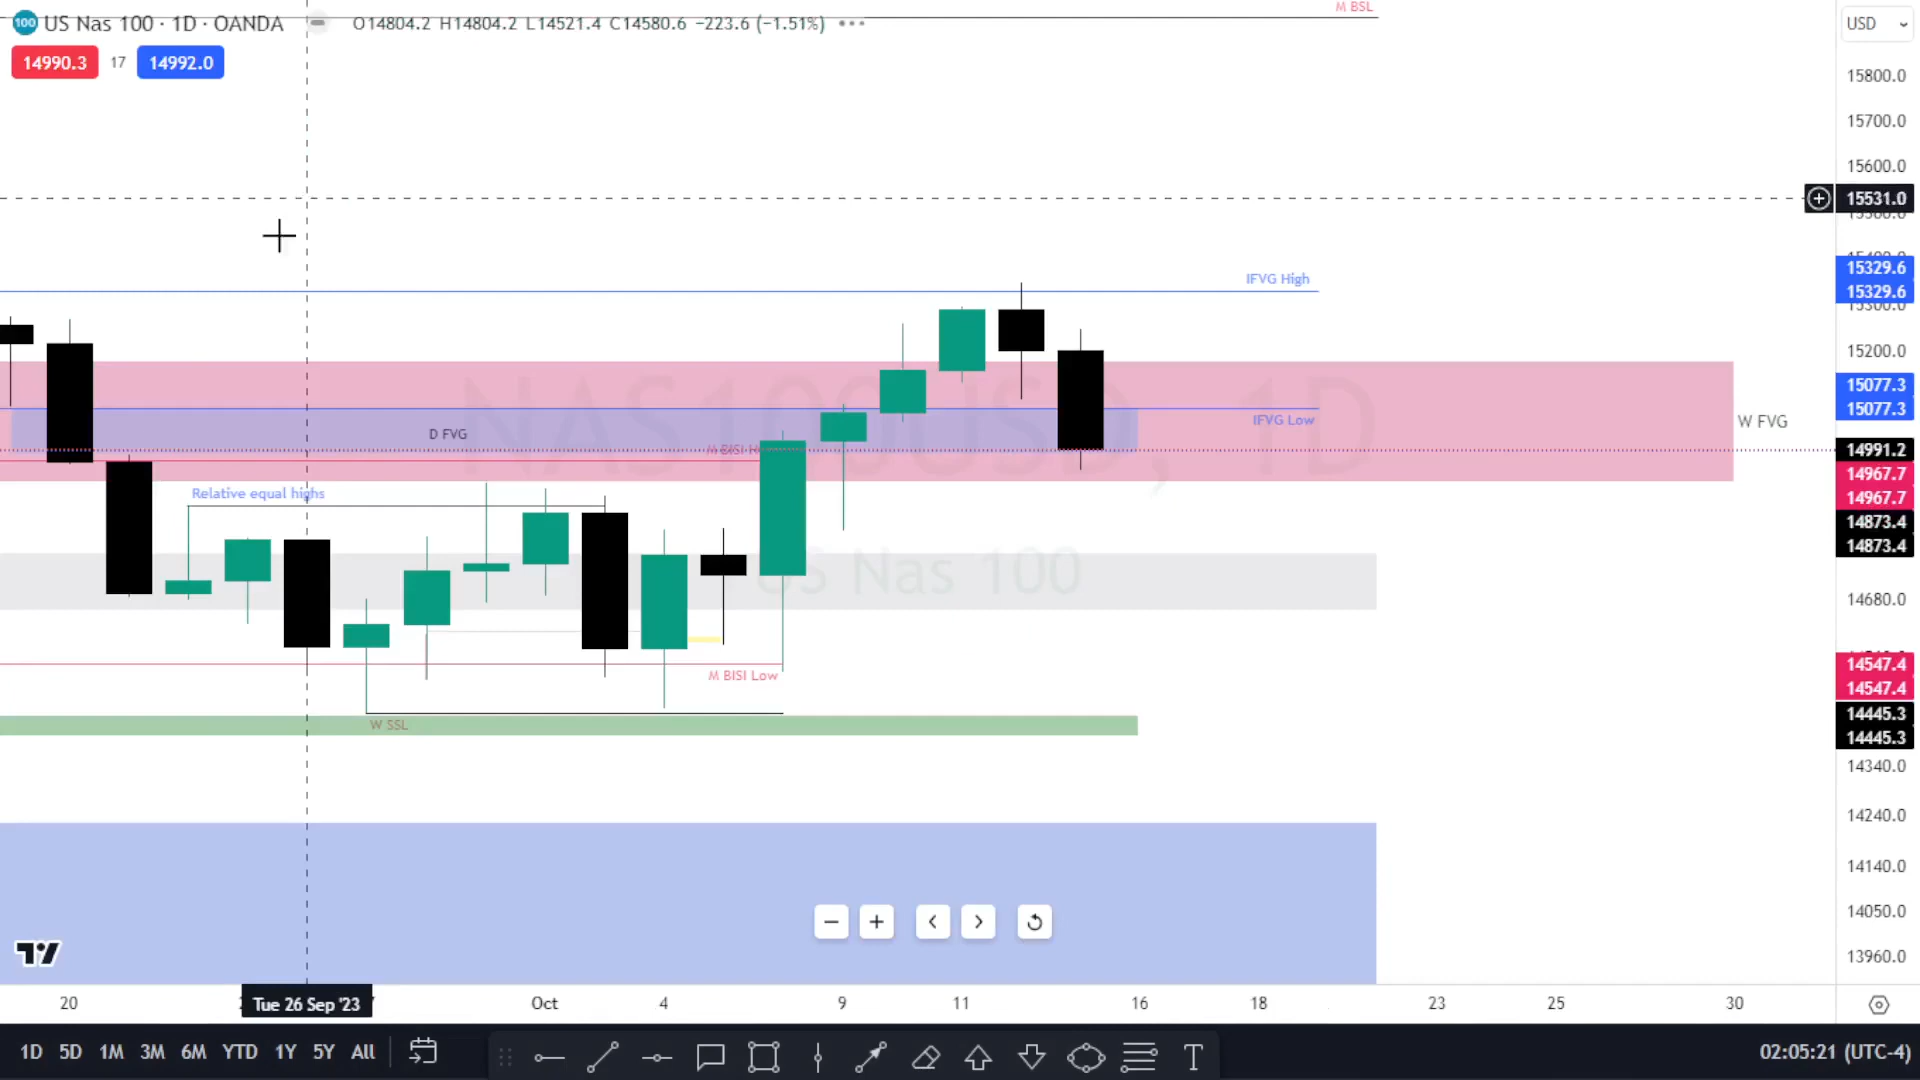 M BSL
100 US Nas 100 · 1D · OANDA O14804.2 H14804.2 L14521.4 C14580.6 −223.6 (−1.51%)
USD
14990.3 17 14992.0
15800.0
15700.0
15600.0
15531.0
IFVG High
15329.6
15329.6
15300.0
15200.0
NAS100USD, 1D
15077.3
15077.3
IFVG Low
W FVG
D FVG
14991.2
14967.7
Relative equal highs
14967.7
14873.4
14873.4
US Nas 100
14680.0
14547.4
M BISI Low
14547.4
14445.3
W SSL
14445.3
14340.0
14240.0
14140.0
14050.0
13960.0
20 Tue 26 Sep '23 Oct 4 9 11 16 18 23 25 30
1D 5D 1M 3M 6M YTD 1Y 5Y All
T
02:05:21 (UTC-4)